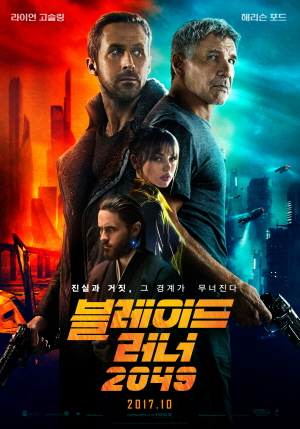 라이언 고슬링
해리슨 포드
진실과 거짓, 그 경계가 무너진다
블레이드
러너
2049
2017.10